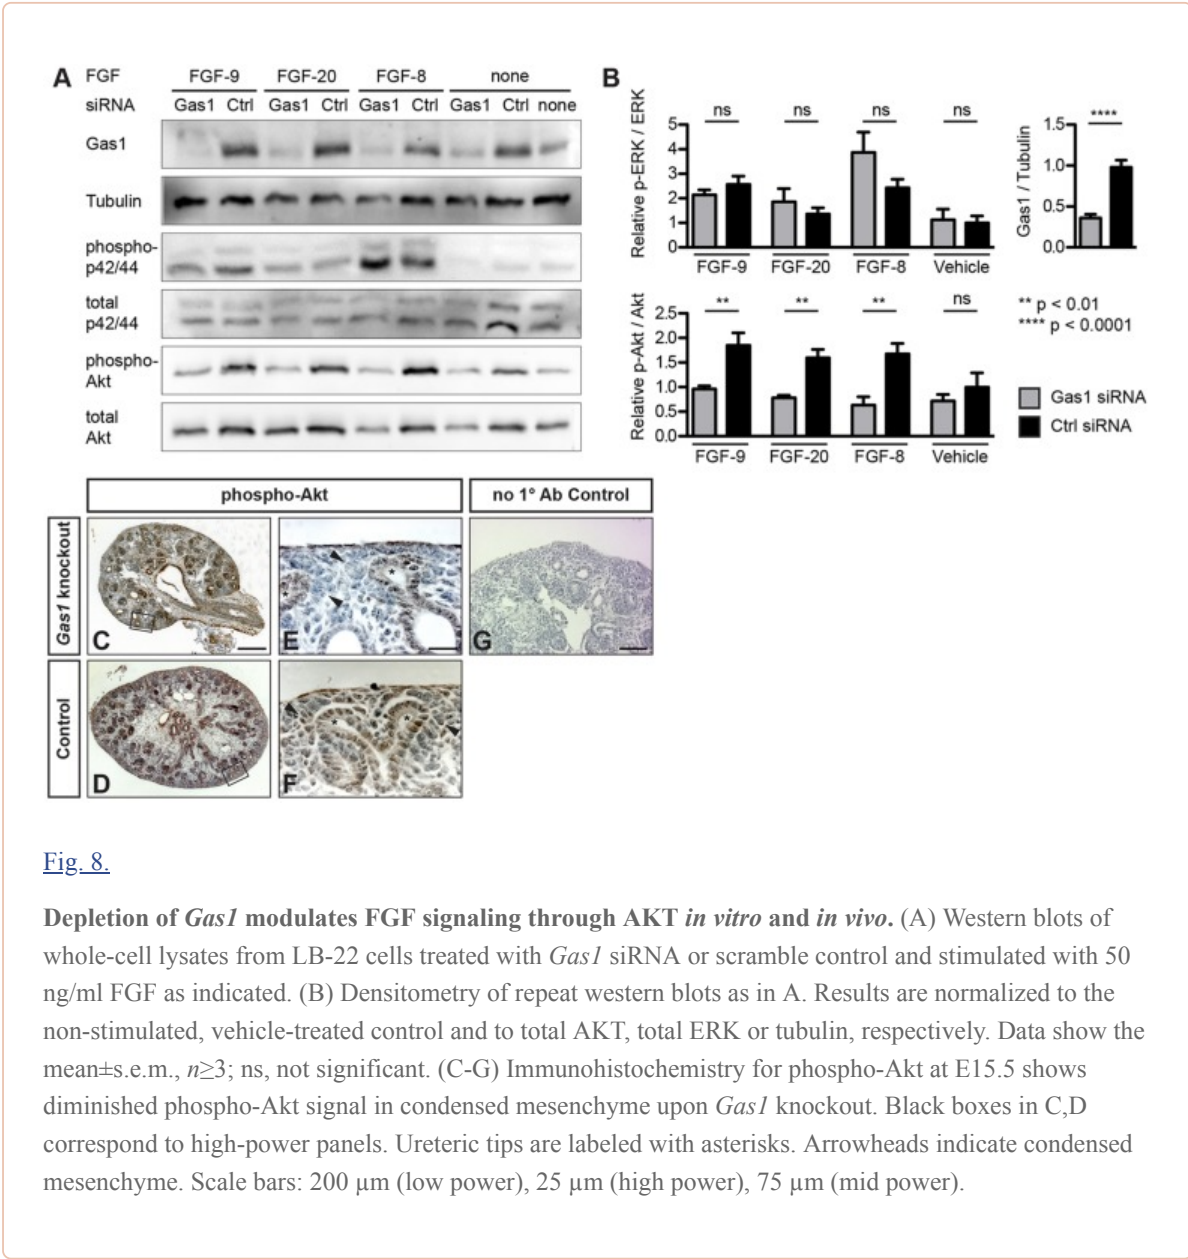 A
FGF FGF-9 FGF-20 FGF-8 none
siRNA Gas1 Ctrl Gas1 Ctrl Gas1 Ctrl Gas1 Ctrl none
Gas1
Tubulin
phospho-
p42/44
total
p42/44
phospho-
Akt
total
Akt
B
Relative p-ERK / ERK
5
4
3
2
1
0
ns ns ns ns
FGF-9 FGF-20 FGF-8 Vehicle
Gas1 / Tubulin
1.5
1.0
0.5
0.0
****
Relative p-Akt / Akt
2.5
2.0
1.5
1.0
0.5
0.0
** ** ** ns
FGF-9 FGF-20 FGF-8 Vehicle
** p < 0.01
**** p < 0.0001
Gas1 siRNA
Ctrl siRNA
phospho-Akt no 1° Ab Control
Gas1 knockout
C E G
* *
Control
D F
* *
Fig. 8.
Depletion of Gas1 modulates FGF signaling through AKT in vitro and in vivo. (A) Western blots of
whole-cell lysates from LB-22 cells treated with Gas1 siRNA or scramble control and stimulated with 50
ng/ml FGF as indicated. (B) Densitometry of repeat western blots as in A. Results are normalized to the
non-stimulated, vehicle-treated control and to total AKT, total ERK or tubulin, respectively. Data show the
mean±s.e.m., n≥3; ns, not significant. (C-G) Immunohistochemistry for phospho-Akt at E15.5 shows
diminished phospho-Akt signal in condensed mesenchyme upon Gas1 knockout. Black boxes in C,D
correspond to high-power panels. Ureteric tips are labeled with asterisks. Arrowheads indicate condensed
mesenchyme. Scale bars: 200 μm (low power), 25 μm (high power), 75 μm (mid power).